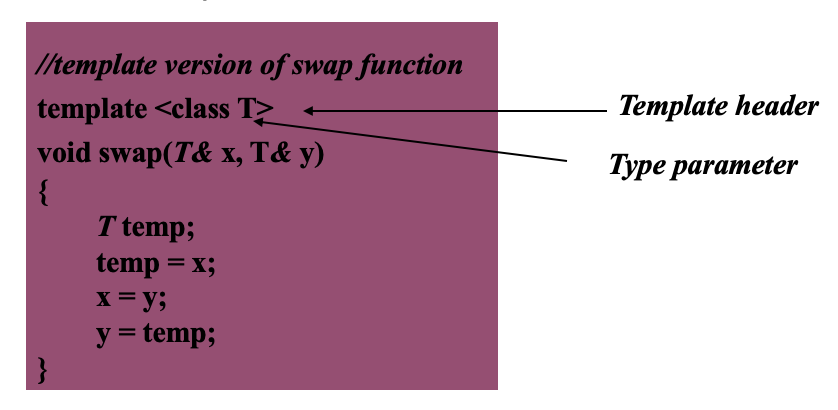 //template version of swap function
template <class T>
Template header
void swap(T& x, T& y)
Type parameter
{
T temp;
temp = x;
x = y;
y = temp;
}